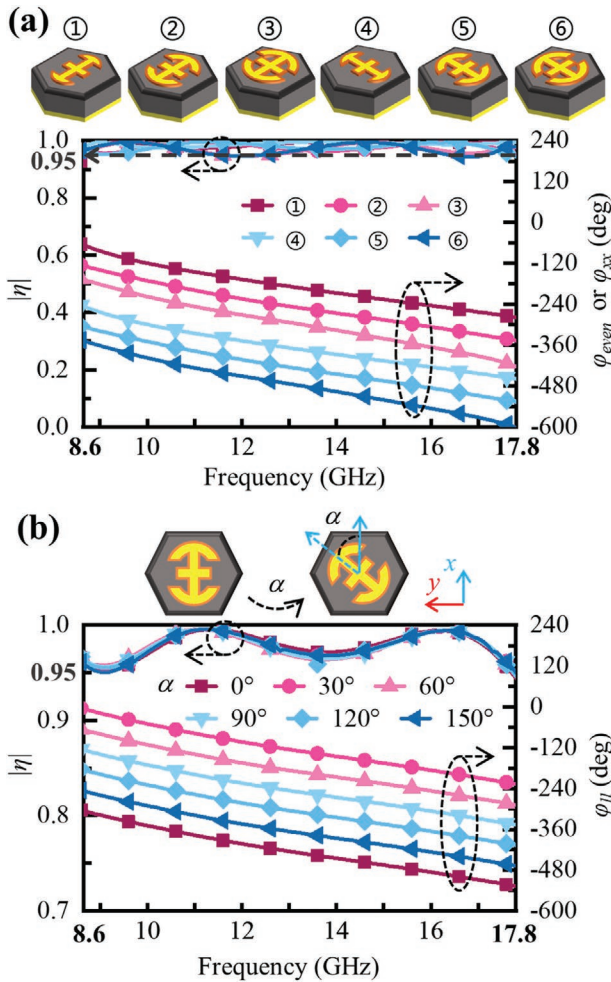 (a)
① ② ③ ④ ⑤ ⑥
1.0
0.95
0.8
0.6
0.4
0.2
0.0
|η|
① ② ③
④ ⑤ ⑥
240
120
0
-120
-240
-360
-480
-600
φeven or φxx (deg)
8.6 10 12 14 16 17.8
Frequency (GHz)
(b)
α
α
x
y
1.0
0.95
0.9
0.8
0.7
|η|
α 0° 30° 60°
90° 120° 150°
240
120
0
-120
-240
-360
-480
-600
φll (deg)
8.6 10 12 14 16 17.8
Frequency (GHz)